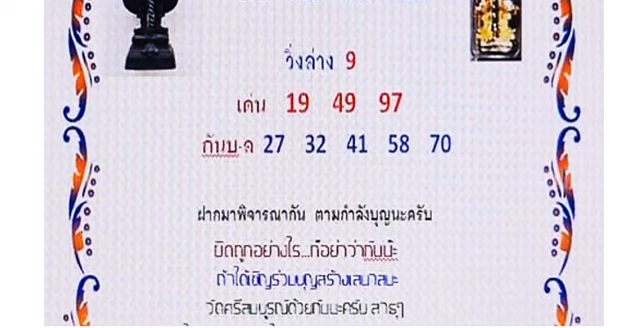 วิ่งล่าง 9
เด่น 19 49 97
กันบ-ด 27 32 41 58 70
ฝากมาพิจารณากัน ตามกำลังบุญนะครับ
ผิดถูกอย่างไร...ก็อย่าว่ากันน๊ะ
ถ้าได้เชิญร่วมบุญสร้างเสนาสนะ
วัดศรีสมบูรณ์ด้วยกันนะครับ สาธุๆ